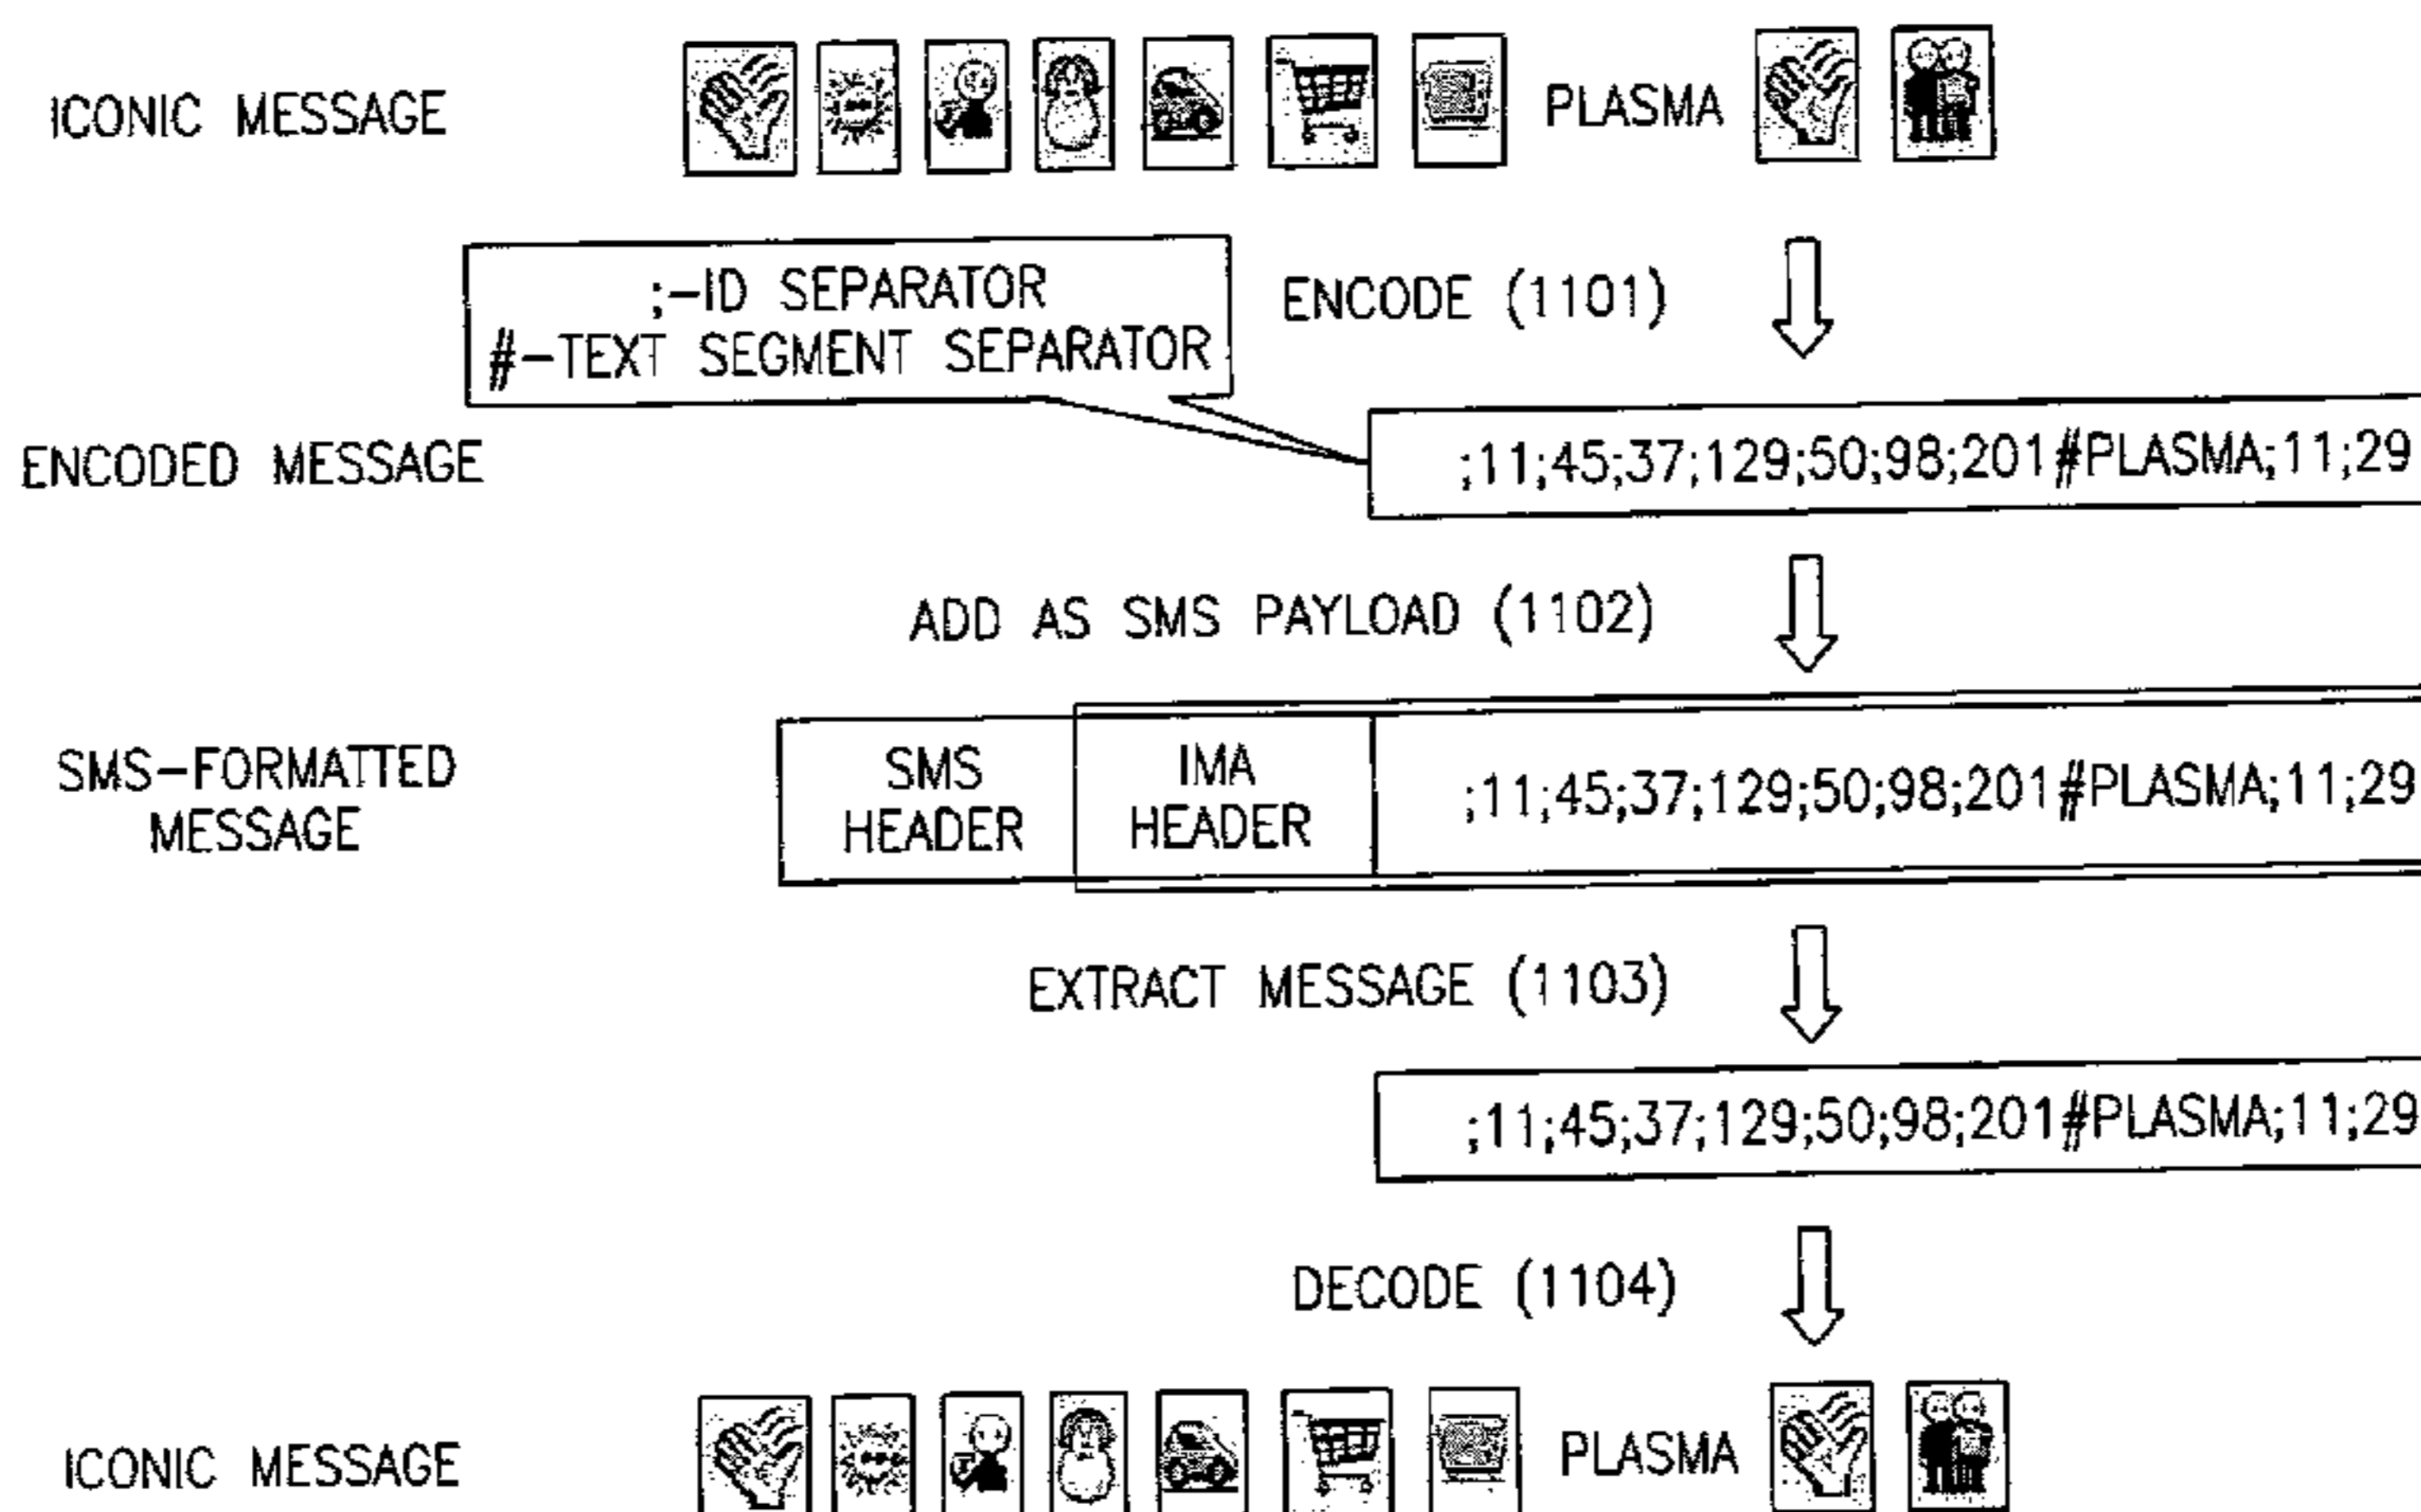 ICONIC MESSAGE PLASMA
;-ID SEPARATOR
#-TEXT SEGMENT SEPARATOR
ENCODE (1101)
ENCODED MESSAGE ;11;45;37;129;50;98;201#PLASMA;11;29
ADD AS SMS PAYLOAD (1102)
SMS-FORMATTED
MESSAGE
SMS
HEADER
IMA
HEADER
;11;45;37;129;50;98;201#PLASMA;11;29
EXTRACT MESSAGE (1103)
;11;45;37;129;50;98;201#PLASMA;11;29
DECODE (1104)
ICONIC MESSAGE PLASMA